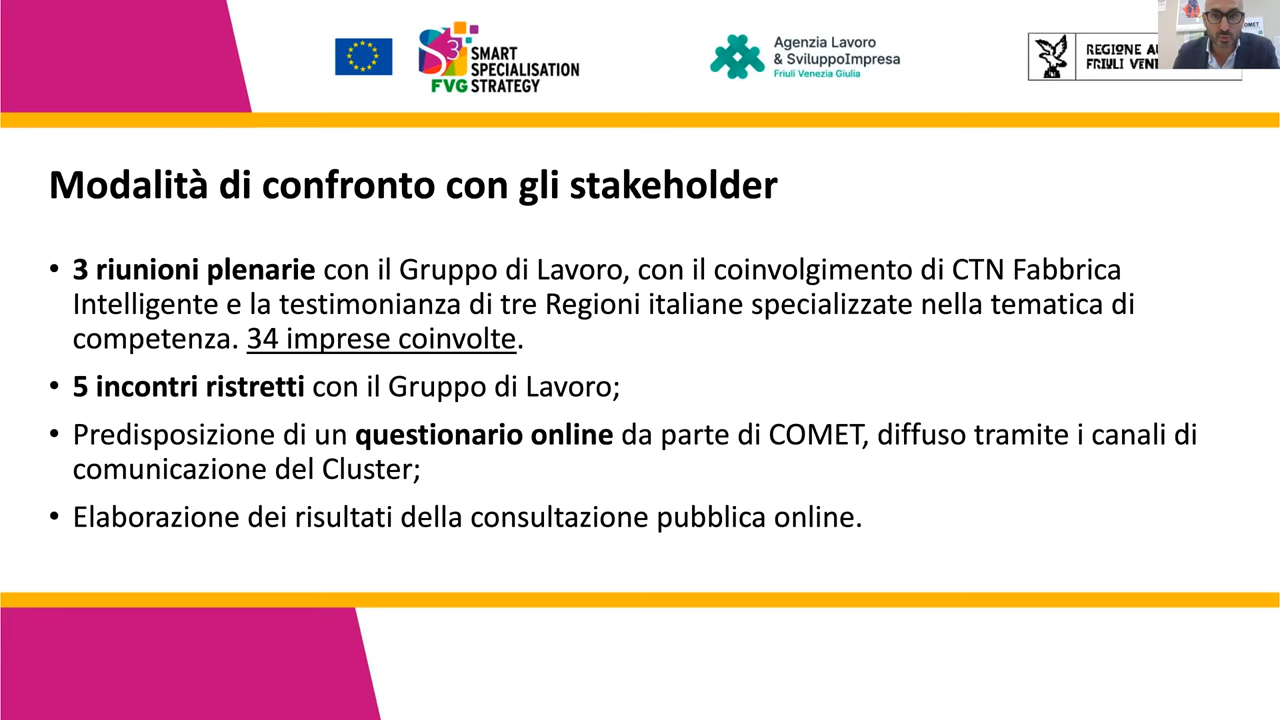 S3 SMART
SPECIALISATION
FVG STRATEGY
Agenzia Lavoro
& SviluppoImpresa
Friuli Venezia Giulia
REGIONE
FRIULI
COMET
Modalità di confronto con gli stakeholder
• 3 riunioni plenarie con il Gruppo di Lavoro, con il coinvolgimento di CTN Fabbrica
Intelligente e la testimonianza di tre Regioni italiane specializzate nella tematica di
competenza. 34 imprese coinvolte.
• 5 incontri ristretti con il Gruppo di Lavoro;
• Predisposizione di un questionario online da parte di COMET, diffuso tramite i canali di
comunicazione del Cluster;
• Elaborazione dei risultati della consultazione pubblica online.